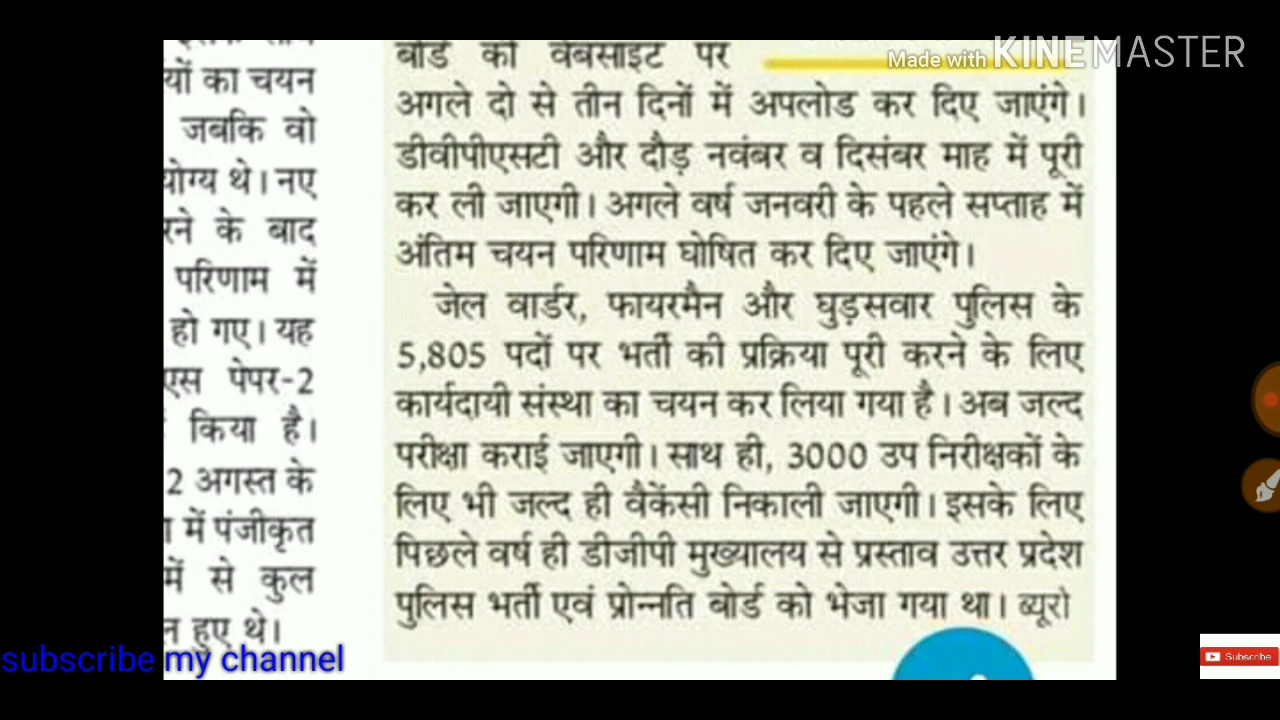 Made with KINEMASTER
यों का चयन
जबकि वो
योग्य थे। नए
रने के बाद
परिणाम में
हो गए। यह
एस पेपर-2
किया है।
2 अगस्त के
में पंजीकृत
में से कुल
हुए थे।
बोर्ड की वेबसाइट पर
अगले दो से तीन दिनों में अपलोड कर दिए जाएंगे।
डीवीपीएसटी और दौड़ नवंबर व दिसंबर माह में पूरी
कर ली जाएगी। अगले वर्ष जनवरी के पहले सप्ताह में
अंतिम चयन परिणाम घोषित कर दिए जाएंगे।
जेल वार्डर, फायरमैन और घुड़सवार पुलिस के
5,805 पदों पर भर्ती की प्रक्रिया पूरी करने के लिए
कार्यदायी संस्था का चयन कर लिया गया है। अब जल्द
परीक्षा कराई जाएगी। साथ ही, 3000 उप निरीक्षकों के
लिए भी जल्द ही वैकेंसी निकाली जाएगी। इसके लिए
पिछले वर्ष ही डीजीपी मुख्यालय से प्रस्ताव उत्तर प्रदेश
पुलिस भर्ती एवं प्रोन्नति बोर्ड को भेजा गया था। ब्यूरो
subscribe my channel
Subscribe